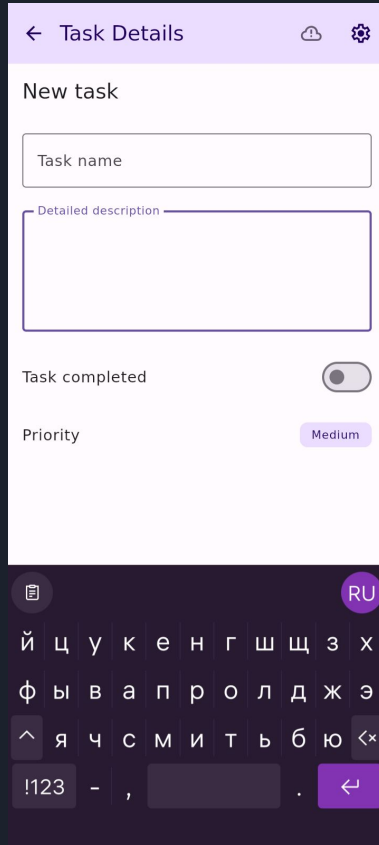 Task Details
New task
Task name
Detailed description
Task completed
Priority
Medium
RU
й ц у к е н г ш щ з х
ф ы в а п р о л д ж э
я ч с м и т ь б ю
!123 - , .